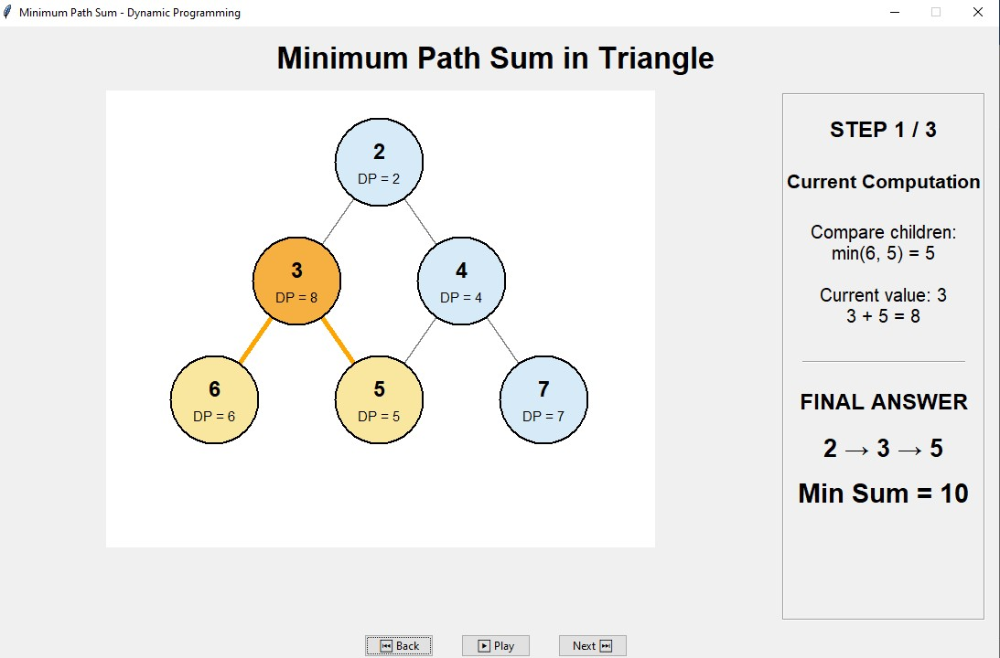 Minimum Path Sum - Dynamic Programming
Minimum Path Sum in Triangle
2
DP = 2
3
DP = 8
4
DP = 4
6
DP = 6
5
DP = 5
7
DP = 7
STEP 1 / 3
Current Computation
Compare children:
min(6, 5) = 5
Current value: 3
3 + 5 = 8
FINAL ANSWER
2 → 3 → 5
Min Sum = 10
⏮ Back
▶ Play
Next ⏭